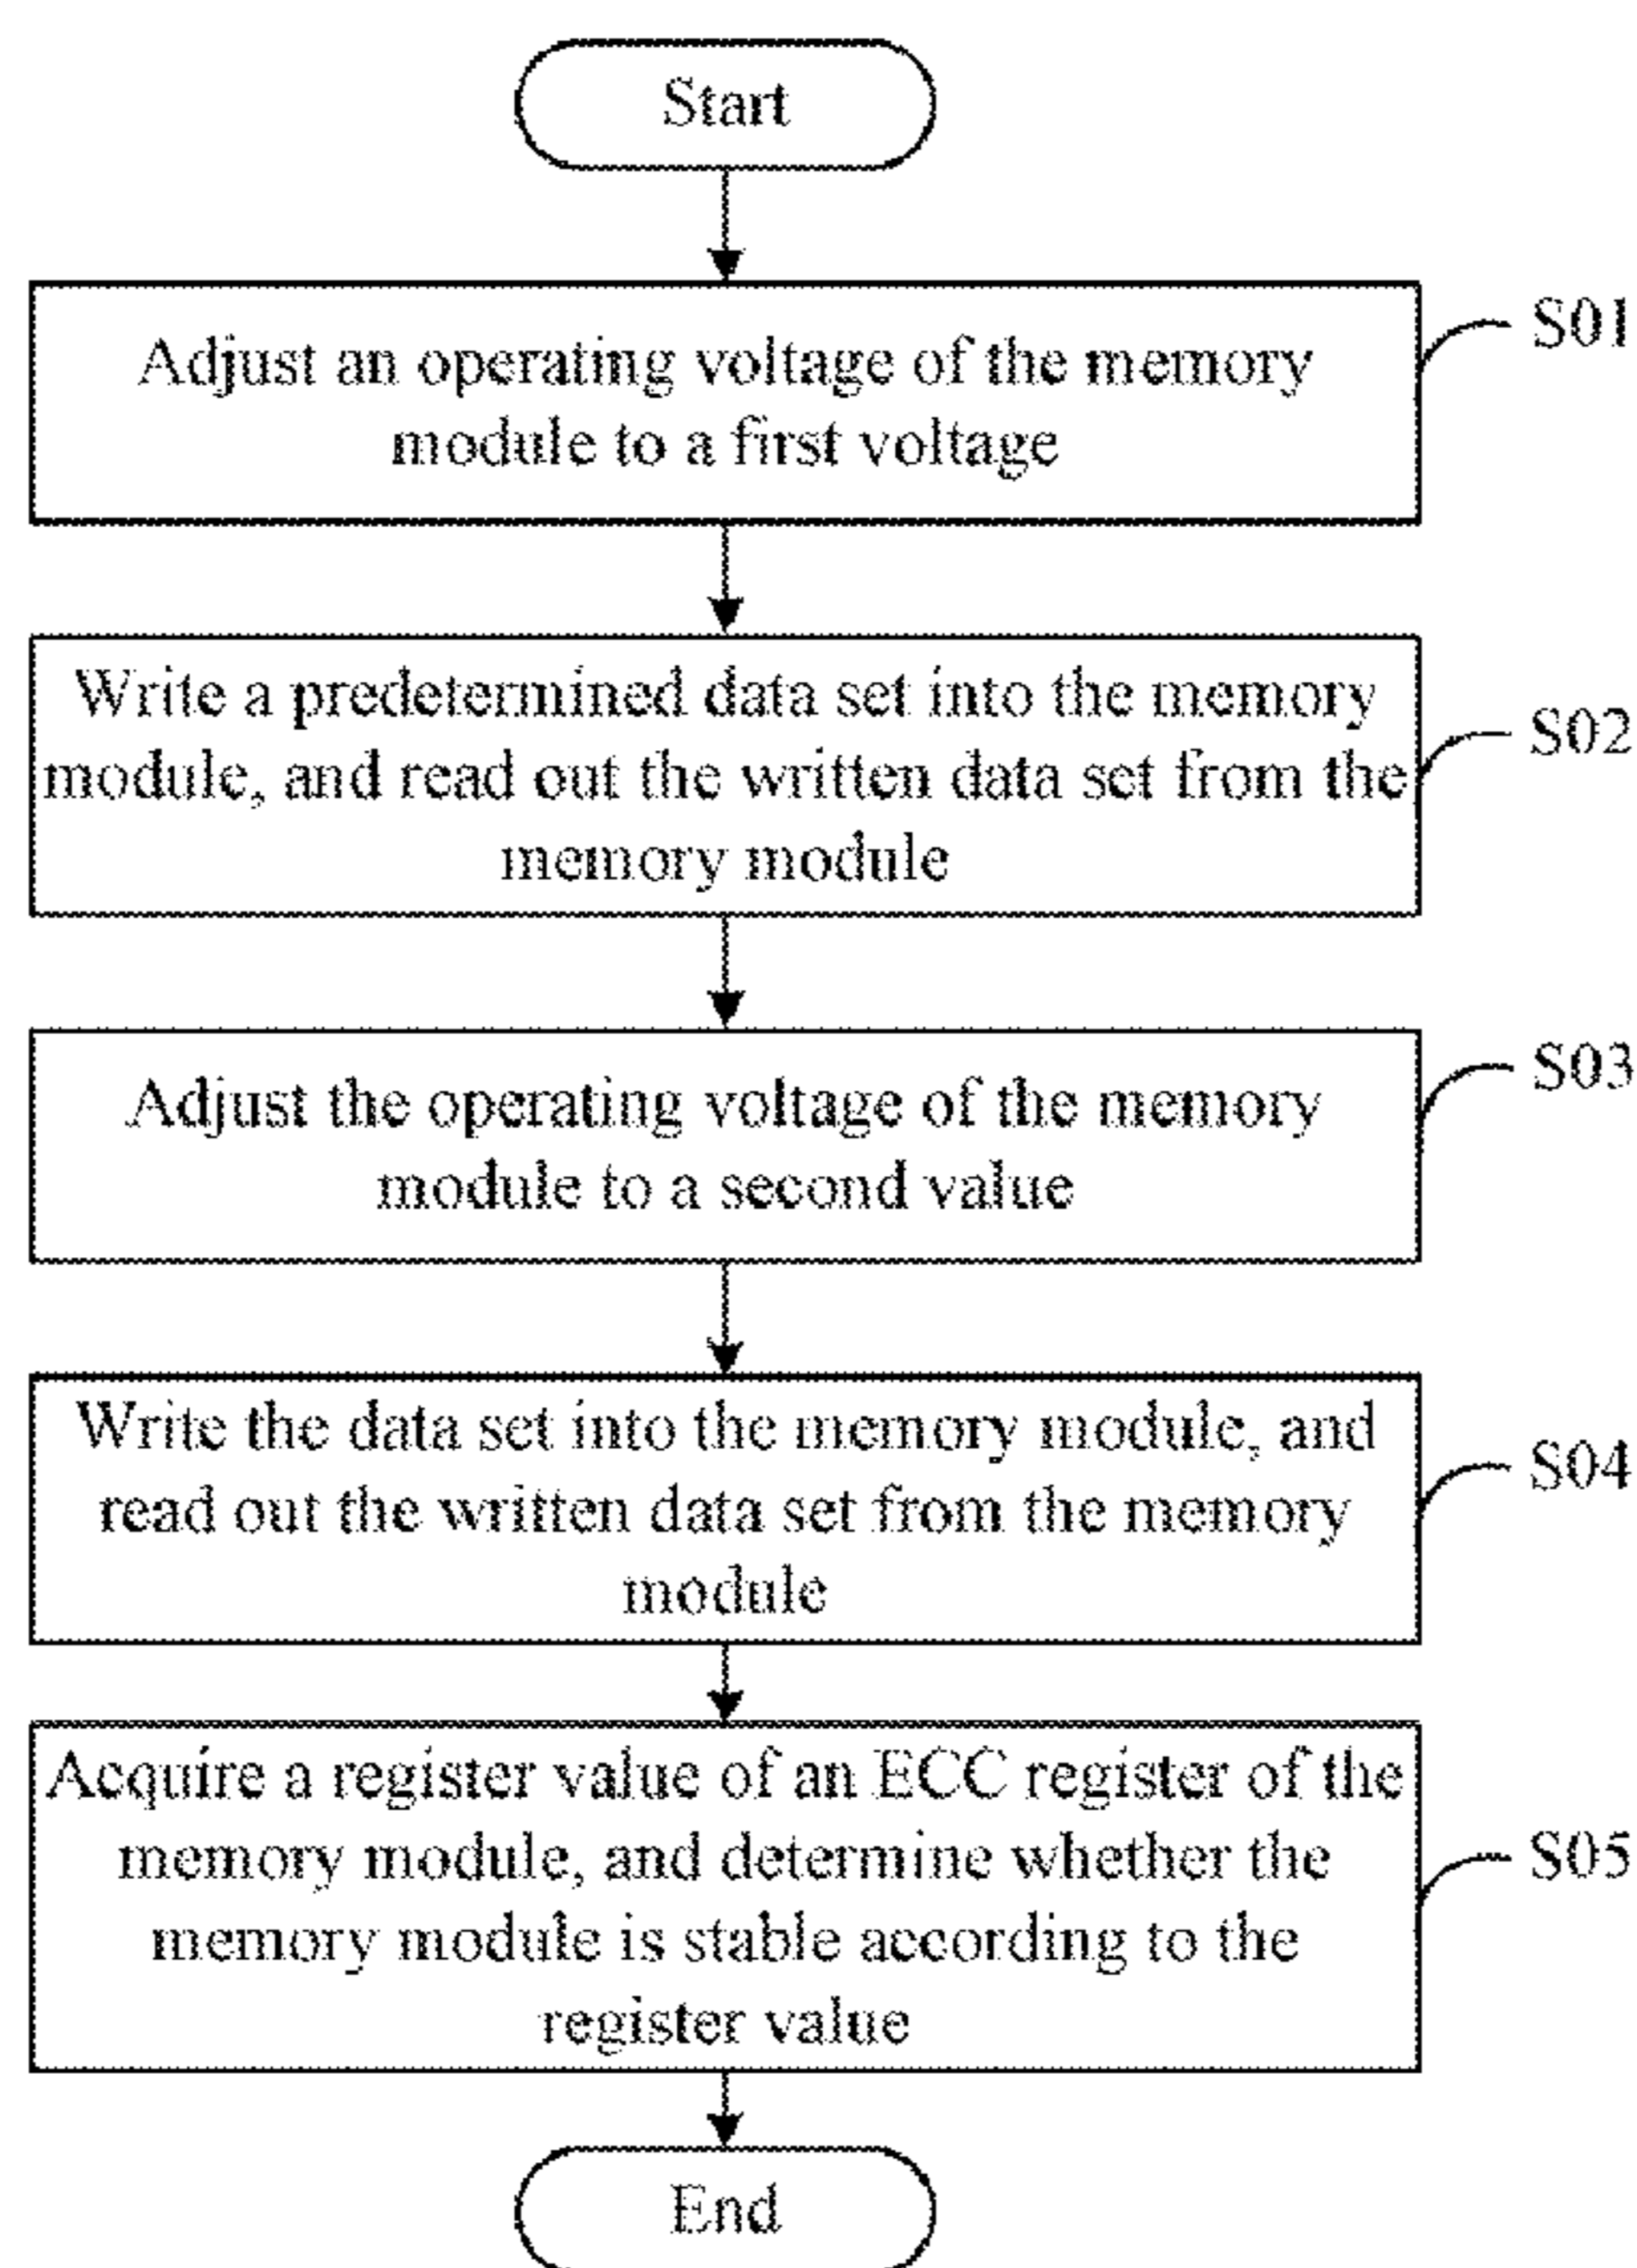 Start
Adjust an operating voltage of the memory
module to a first voltage
S01
Write a predetermined data set into the memory
module, and read out the written data set from the
memory module
S02
Adjust the operating voltage of the memory
module to a second value
S03
Write the data set into the memory module, and
read out the written data set from the memory
module
S04
Acquire a register value of an ECC register of the
memory module, and determine whether the
memory module is stable according to the
register value
S05
End